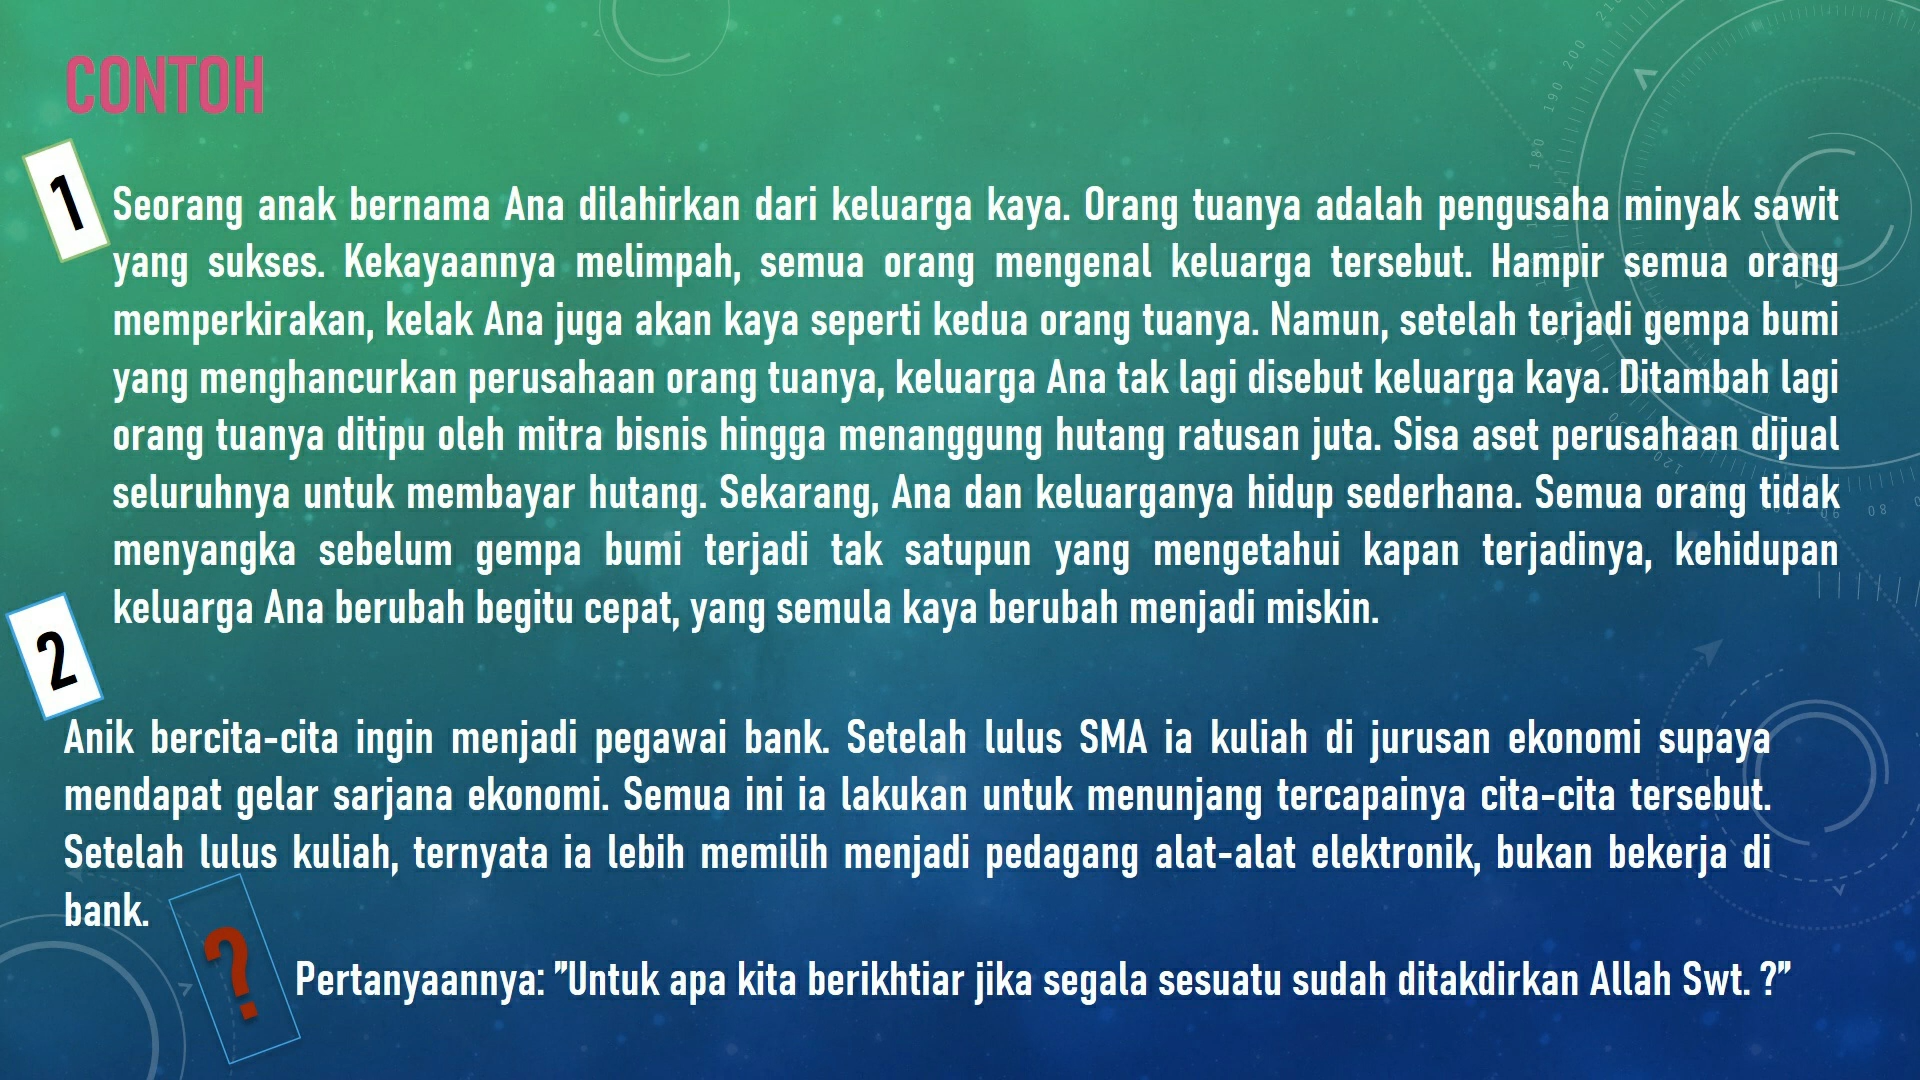 CONTOH
1
Seorang anak bernama Ana dilahirkan dari keluarga kaya. Orang tuanya adalah pengusaha minyak sawit
yang sukses. Kekayaannya melimpah, semua orang mengenal keluarga tersebut. Hampir semua orang
memperkirakan, kelak Ana juga akan kaya seperti kedua orang tuanya. Namun, setelah terjadi gempa bumi
yang menghancurkan perusahaan orang tuanya, keluarga Ana tak lagi disebut keluarga kaya. Ditambah lagi
orang tuanya ditipu oleh mitra bisnis hingga menanggung hutang ratusan juta. Sisa aset perusahaan dijual
seluruhnya untuk membayar hutang. Sekarang, Ana dan keluarganya hidup sederhana. Semua orang tidak
menyangka sebelum gempa bumi terjadi tak satupun yang mengetahui kapan terjadinya, kehidupan
keluarga Ana berubah begitu cepat, yang semula kaya berubah menjadi miskin.
2
Anik bercita-cita ingin menjadi pegawai bank. Setelah lulus SMA ia kuliah di jurusan ekonomi supaya
mendapat gelar sarjana ekonomi. Semua ini ia lakukan untuk menunjang tercapainya cita-cita tersebut.
Setelah lulus kuliah, ternyata ia lebih memilih menjadi pedagang alat-alat elektronik, bukan bekerja di
bank.
?
Pertanyaannya: ”Untuk apa kita berikhtiar jika segala sesuatu sudah ditakdirkan Allah Swt. ?”